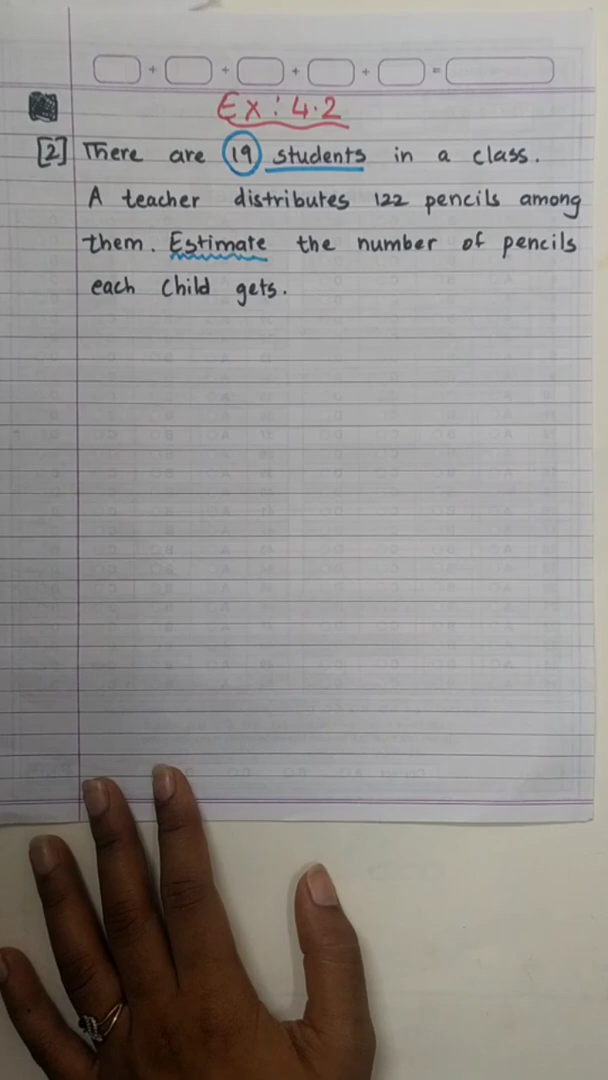 + + + + =
Ex: 4.2
[2] There are 19 students in a class.
A teacher distributes 122 pencils among
them. Estimate the number of pencils
each child gets.